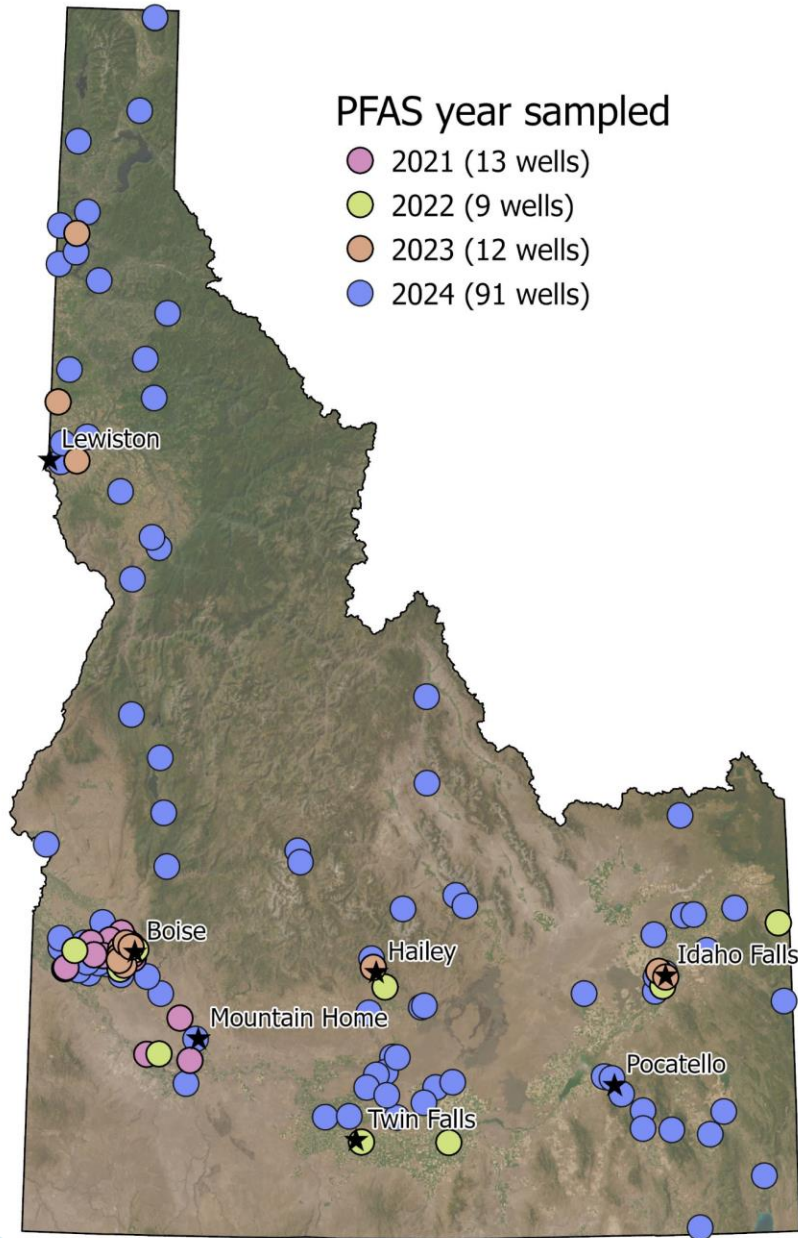 PFAS year sampled
2021 (13 wells)
2022 (9 wells)
2023 (12 wells)
2024 (91 wells)
Lewiston
Boise
Hailey
Idaho Falls
Mountain Home
Pocatello
Twin Falls